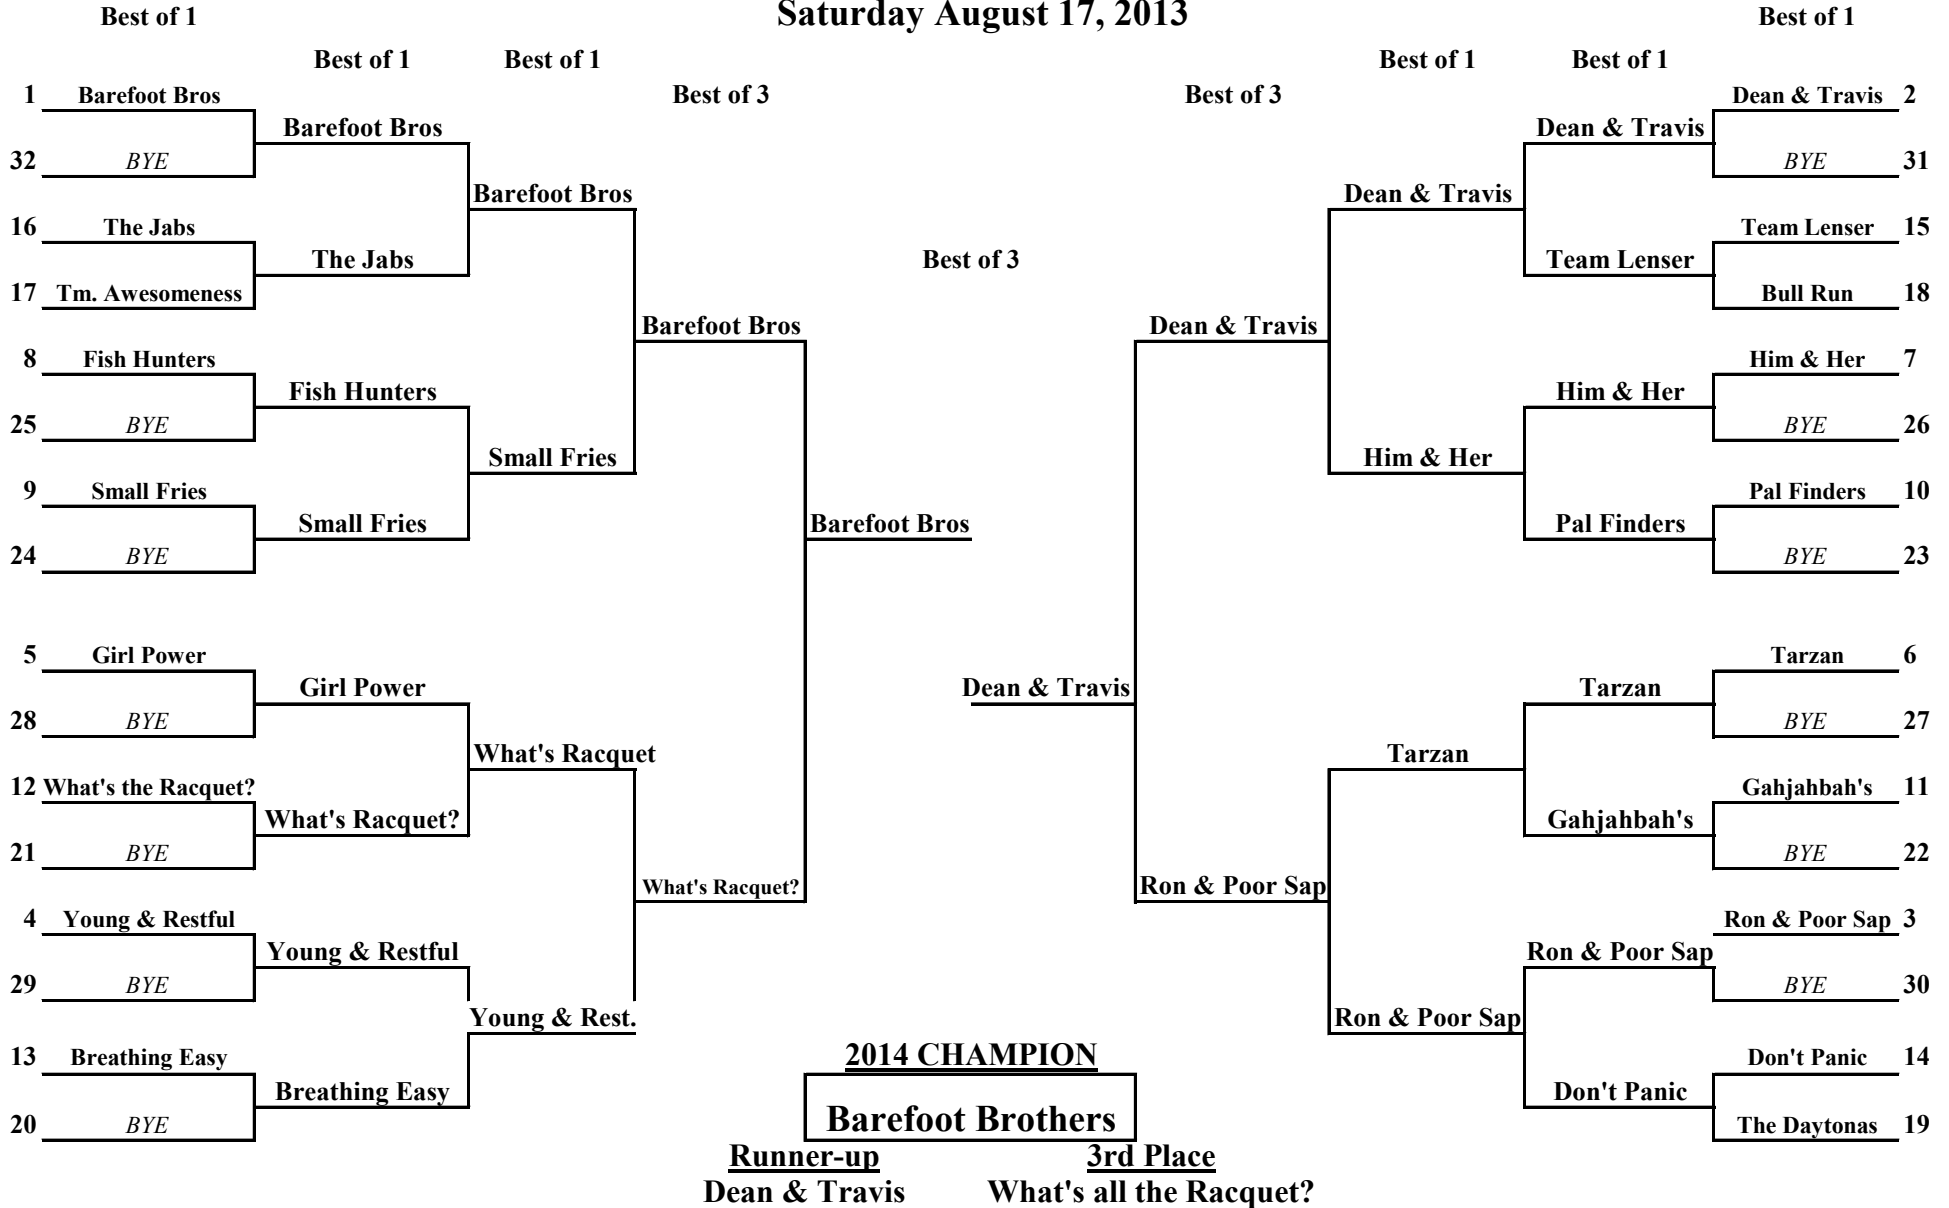 Saturday August 17, 2013
Best of 1
Best of 1
Best of 1
Best of 1
Best of 1
Best of 1
Best of 3
Best of 3
Best of 3
1 Barefoot Bros
32 BYE
16 The Jabs
17 Tm. Awesomeness
8 Fish Hunters
25 BYE
9 Small Fries
24 BYE
5 Girl Power
28 BYE
12 What's the Racquet?
21 BYE
4 Young & Restful
29 BYE
13 Breathing Easy
20 BYE
Barefoot Bros
The Jabs
Fish Hunters
Small Fries
Girl Power
What's Racquet?
Young & Restful
Breathing Easy
Barefoot Bros
Small Fries
What's Racquet
Young & Rest.
Barefoot Bros
What's Racquet?
Barefoot Bros
Dean & Travis
Dean & Travis
Ron & Poor Sap
Dean & Travis
Him & Her
Tarzan
Ron & Poor Sap
Dean & Travis
Team Lenser
Him & Her
Pal Finders
Tarzan
Gahjahbah's
Ron & Poor Sap
Don't Panic
Dean & Travis 2
BYE 31
Team Lenser 15
Bull Run 18
Him & Her 7
BYE 26
Pal Finders 10
BYE 23
Tarzan 6
BYE 27
Gahjahbah's 11
BYE 22
Ron & Poor Sap 3
BYE 30
Don't Panic 14
The Daytonas 19
2014 CHAMPION
Barefoot Brothers
Runner-up
Dean & Travis
3rd Place
What's all the Racquet?